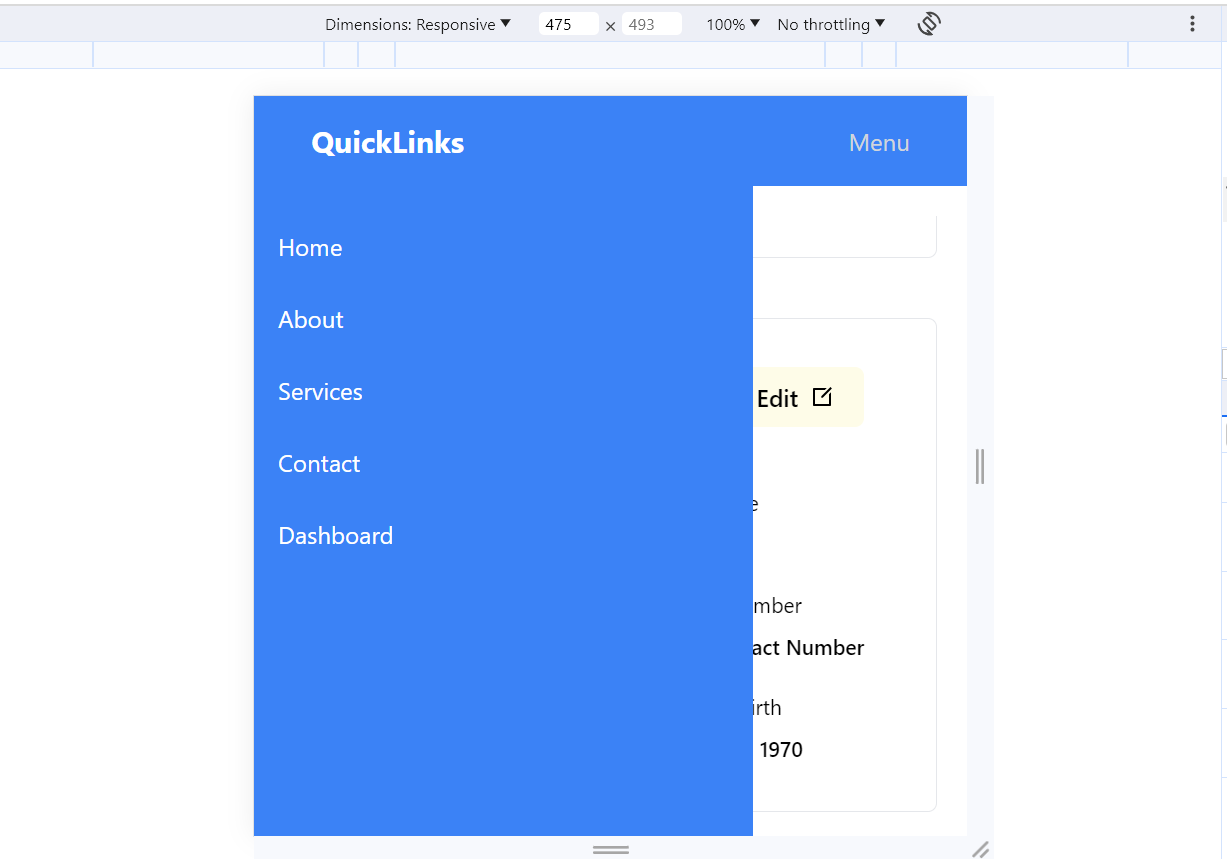 Dimensions: Responsive ▼ 475 × 493 100% ▼ No throttling ▼
QuickLinks Menu
Home
About
Services
Edit
Contact
Dashboard
mber
act Number
irth
1970